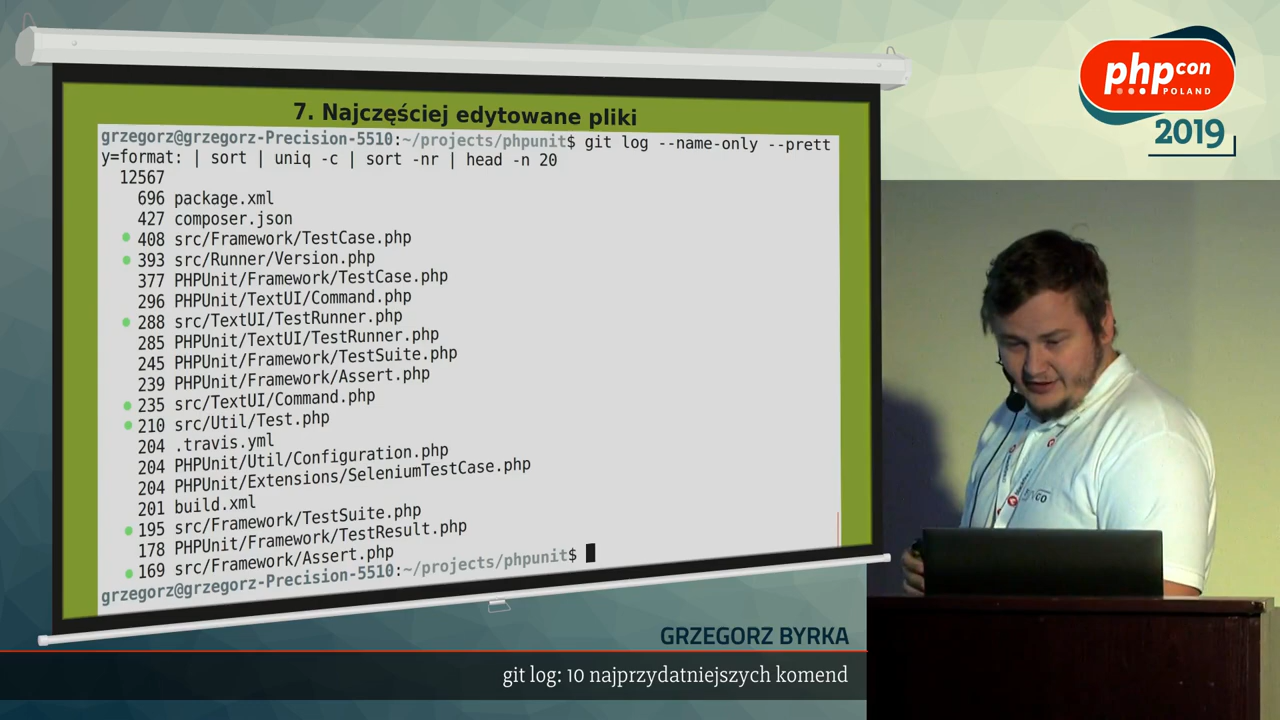 7. Najczęściej edytowane pliki
grzegorz@grzegorz-Precision-5510:~/projects/phpunit$ git log --name-only --prett
y=format: | sort | uniq -c | sort -nr | head -n 20
12567
696 package.xml
427 composer.json
408 src/Framework/TestCase.php
393 src/Runner/Version.php
377 PHPUnit/Framework/TestCase.php
296 PHPUnit/TextUI/Command.php
288 src/TextUI/TestRunner.php
285 PHPUnit/TextUI/TestRunner.php
245 PHPUnit/Framework/TestSuite.php
239 PHPUnit/Framework/Assert.php
235 src/TextUI/Command.php
210 src/Util/Test.php
204 .travis.yml
204 PHPUnit/Util/Configuration.php
204 PHPUnit/Extensions/SeleniumTestCase.php
201 build.xml
195 src/Framework/TestSuite.php
178 PHPUnit/Framework/TestResult.php
169 src/Framework/Assert.php
grzegorz@grzegorz-Precision-5510:~/projects/phpunit$
phpcon
POLAND
2019
GRZEGORZ BYRKA
git log: 10 najprzydatniejszych komend